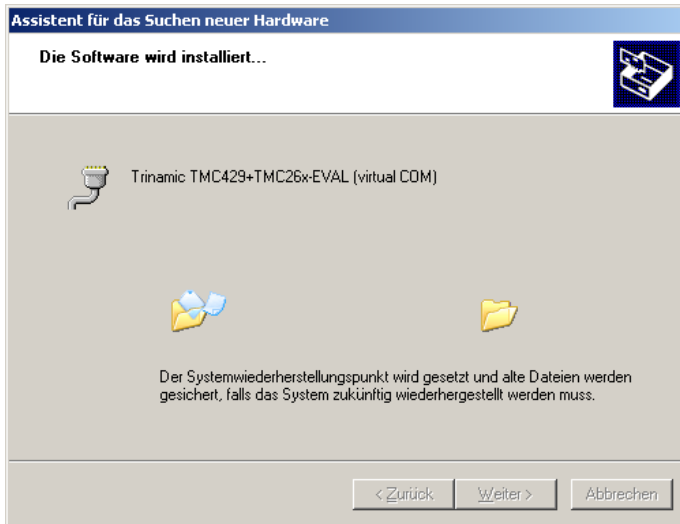 Assistent für das Suchen neuer Hardware
Die Software wird installiert...
Trinamic TMC429+TMC26x-EVAL (virtual COM)
Der Systemwiederherstellungspunkt wird gesetzt und alte Dateien werden
gesichert, falls das System zukünftig wiederhergestellt werden muss.
< Zurück Weiter > Abbrechen